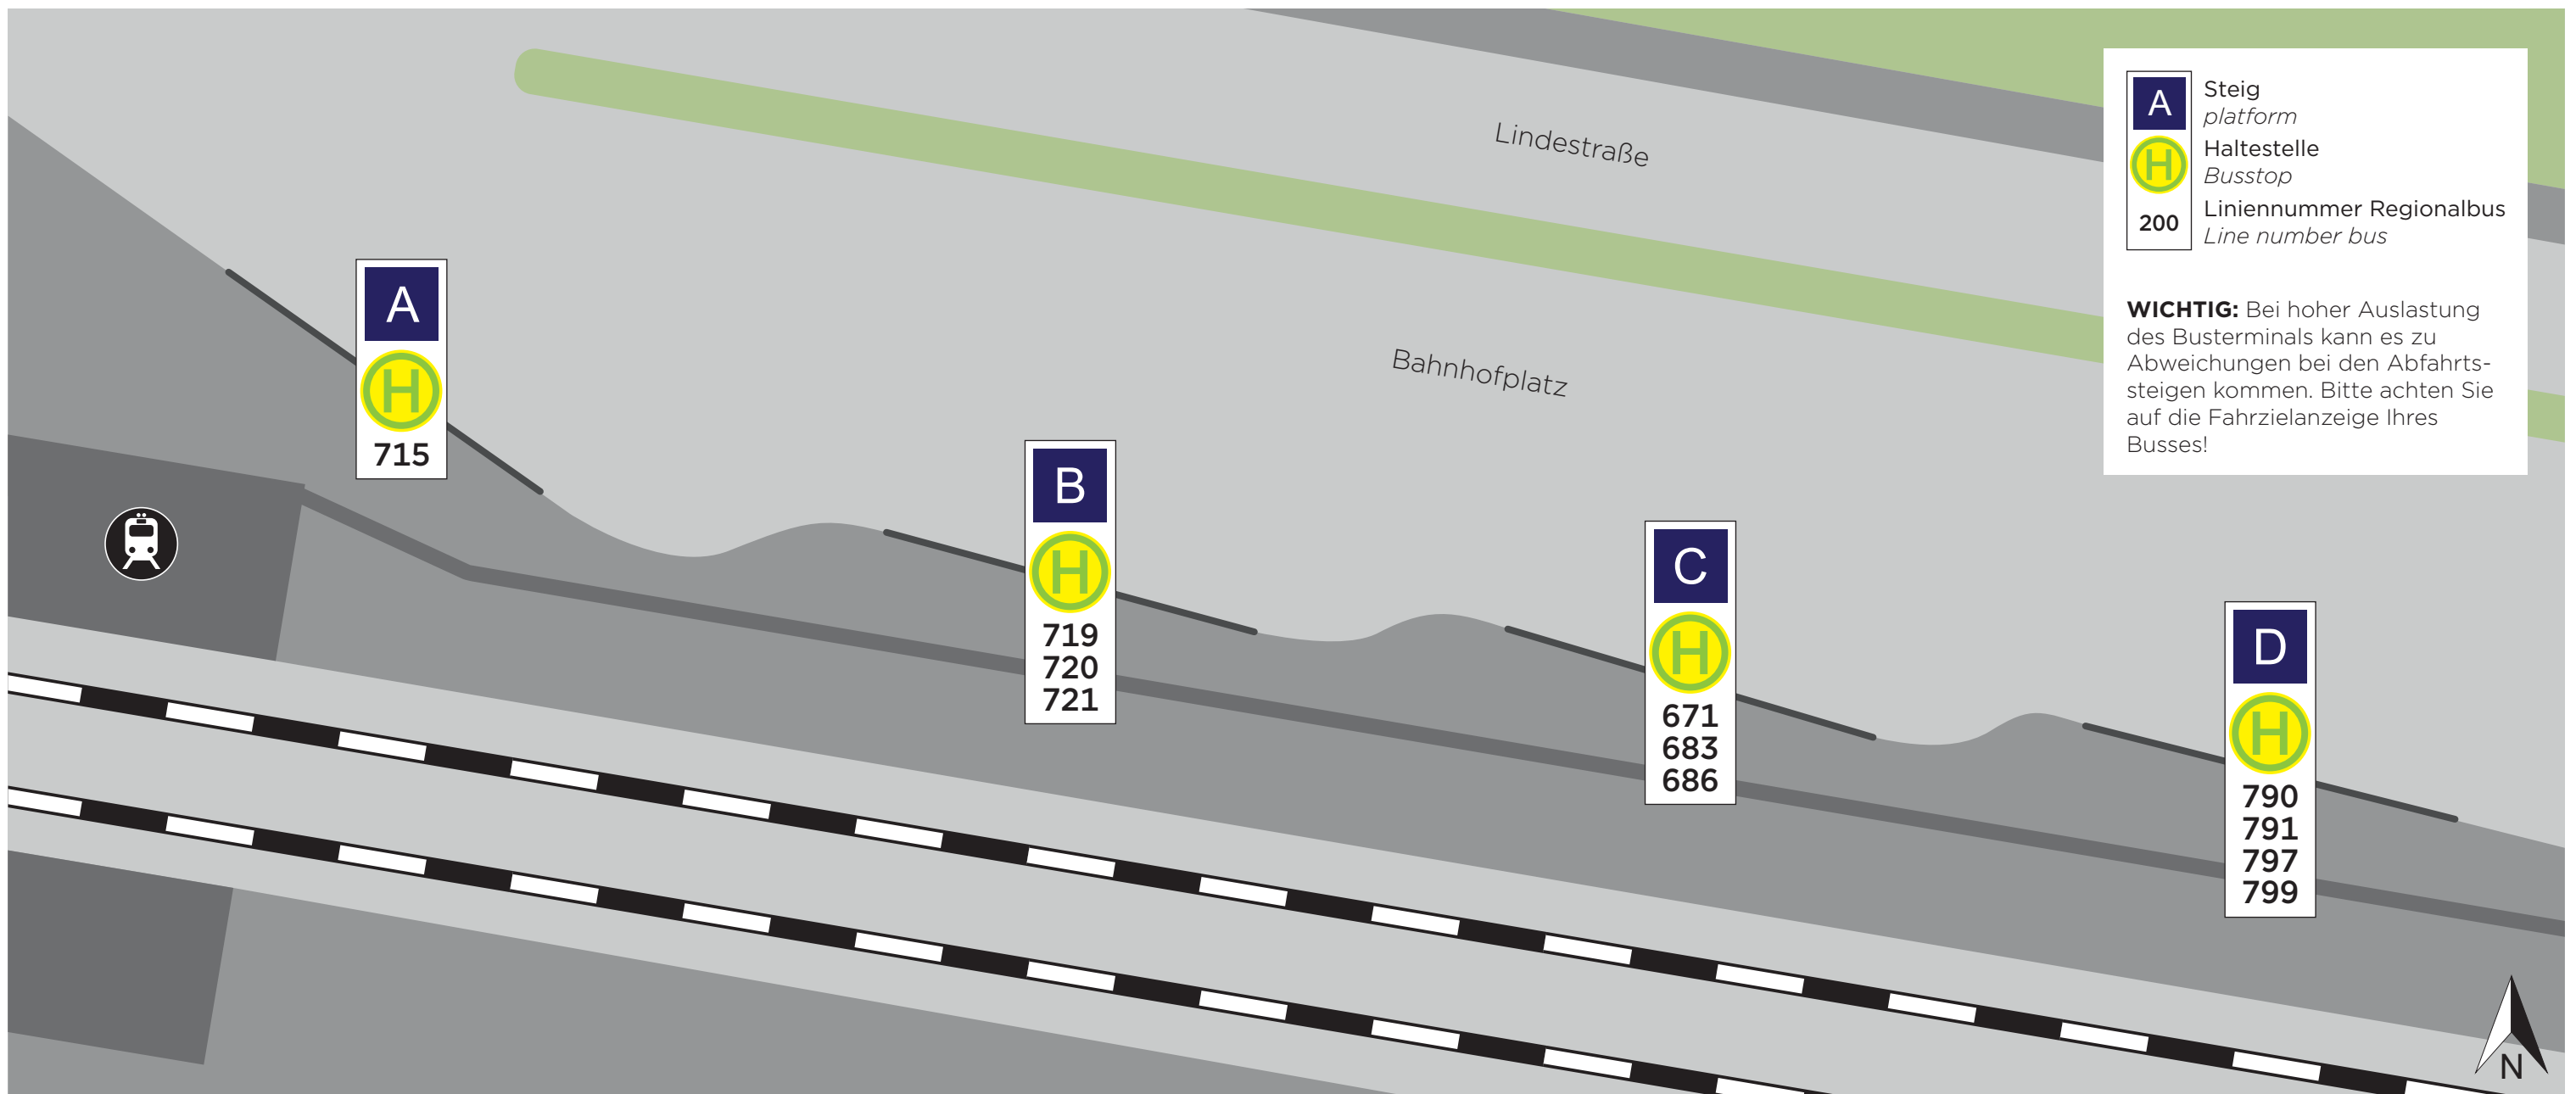 Lindestraße
Bahnhofplatz
A
H
715
B
H
719
720
721
C
H
671
683
686
D
H
790
791
797
799
A
Steig
platform
H
Haltestelle
Busstop
200
Liniennummer Regionalbus
Line number bus
WICHTIG: Bei hoher Auslastung
des Busterminals kann es zu
Abweichungen bei den Abfahrts-
steigen kommen. Bitte achten Sie
auf die Fahrzielanzeige Ihres
Busses!
N